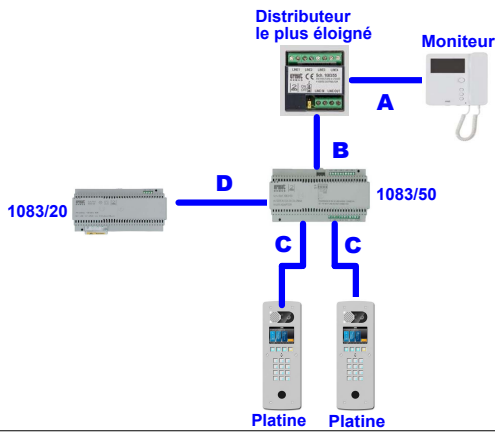 Distributeur
le plus éloigné
Moniteur
A
B
D
1083/20
1083/50
C
C
Platine
Platine